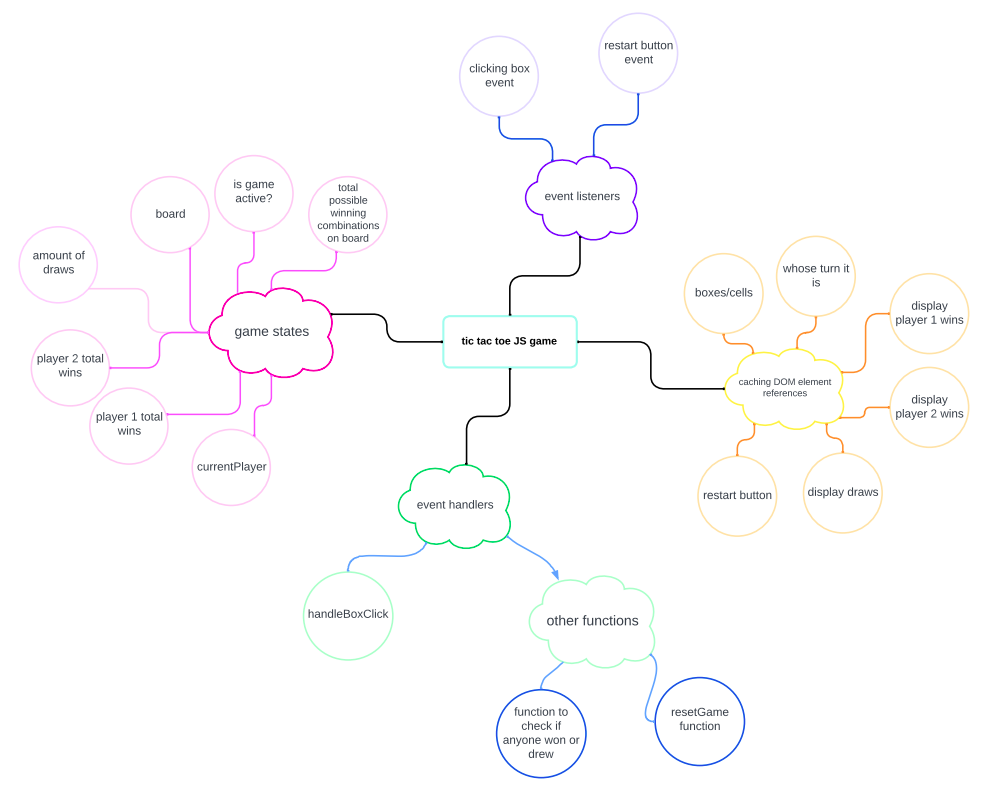 restart button
event
clicking box
event
event listeners
is game
active?
total
possible
winning
combinations
on board
board
amount of
draws
game states
player 2 total
wins
player 1 total
wins
currentPlayer
tic tac toe JS game
boxes/cells
whose turn it
is
display
player 1 wins
caching DOM element
references
display
player 2 wins
restart button
display draws
event handlers
handleBoxClick
other functions
function to
check if
anyone won or
drew
resetGame
function